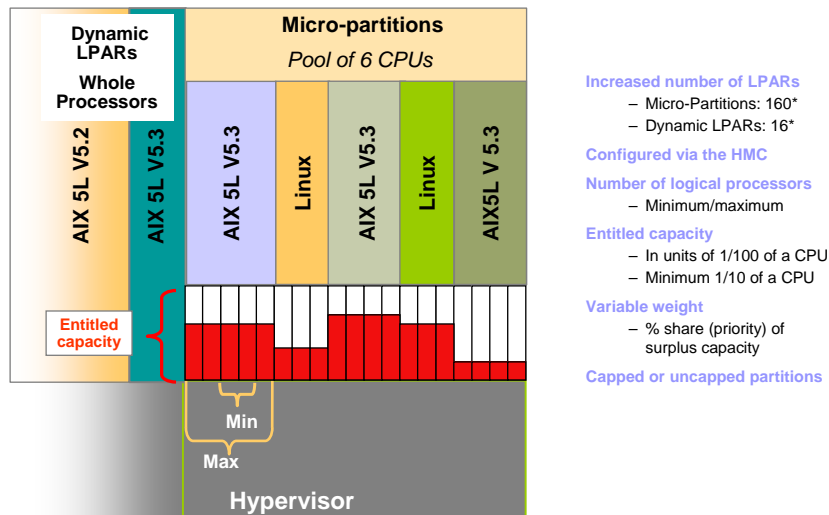 Dynamic
LPARs
Whole
Processors
Micro-partitions
Pool of 6 CPUs
AIX 5L V5.2
AIX 5L V5.3
AIX 5L V5.3
Linux
AIX 5L V5.3
Linux
AIX5L V 5.3
Entitled
capacity
Min
Max
Hypervisor
Increased number of LPARs
– Micro-Partitions: 160*
– Dynamic LPARs: 16*
Configured via the HMC
Number of logical processors
– Minimum/maximum
Entitled capacity
– In units of 1/100 of a CPU
– Minimum 1/10 of a CPU
Variable weight
– % share (priority) of
surplus capacity
Capped or uncapped partitions